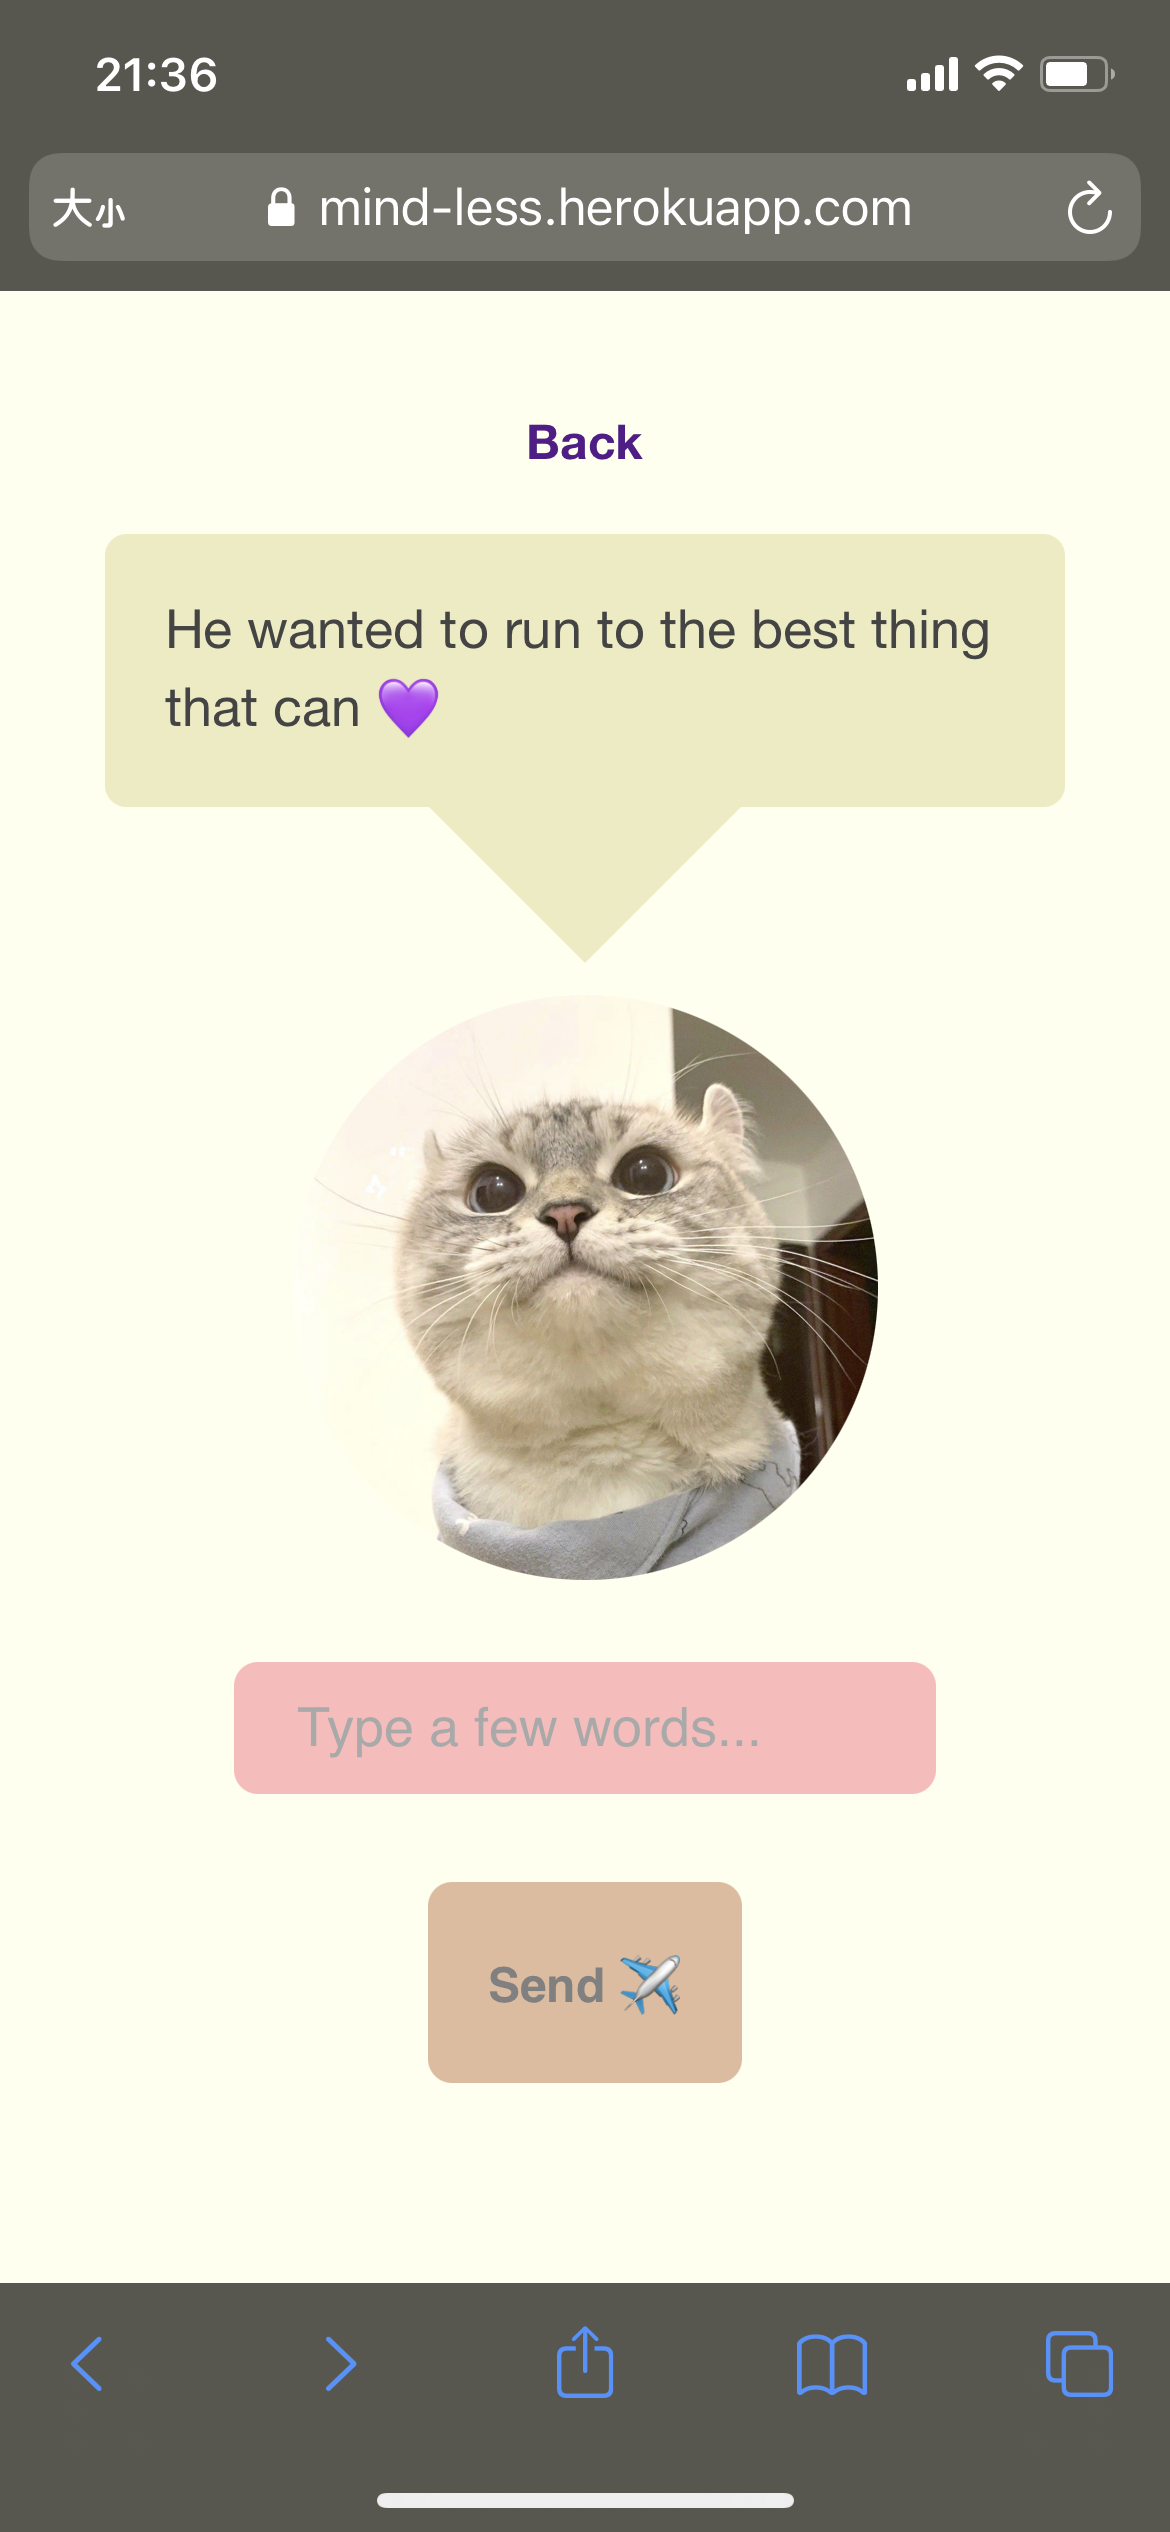 21:36
大小 mind-less.herokuapp.com
Back
He wanted to run to the best thing
that can 💜
Type a few words...
Send ✈️